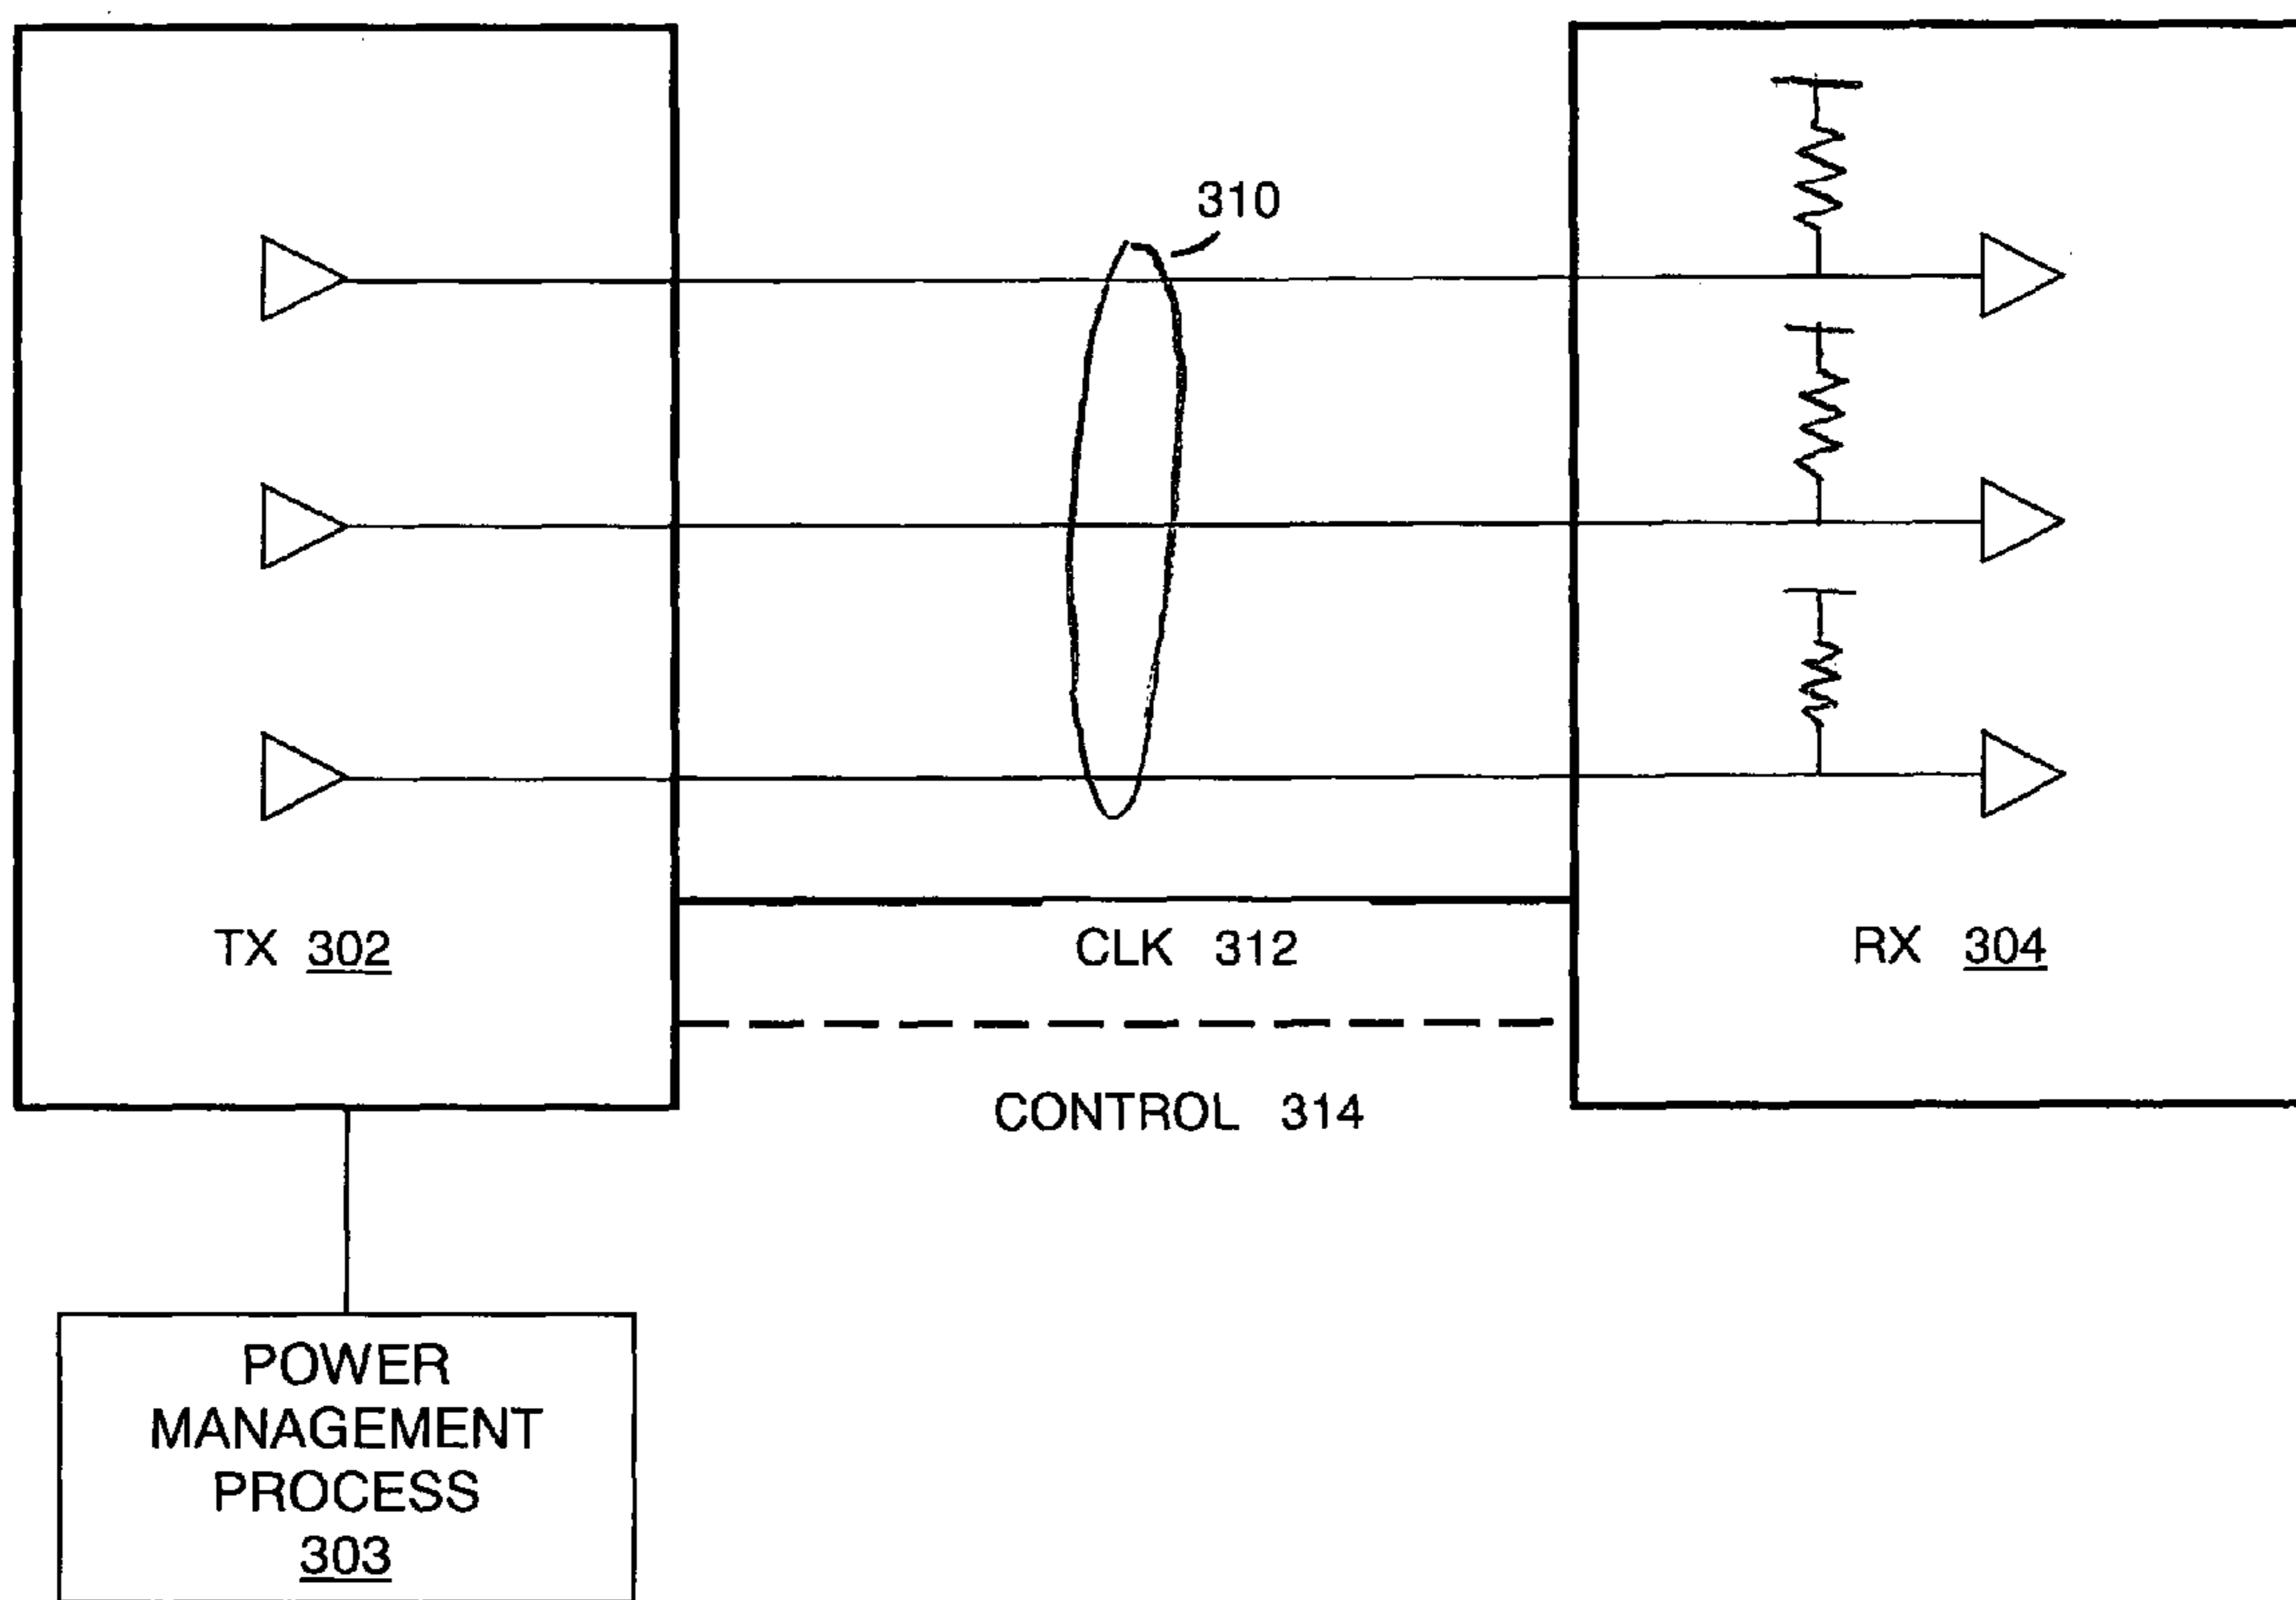 310
TX 302
CLK 312
RX 304
CONTROL 314
POWER
MANAGEMENT
PROCESS
303